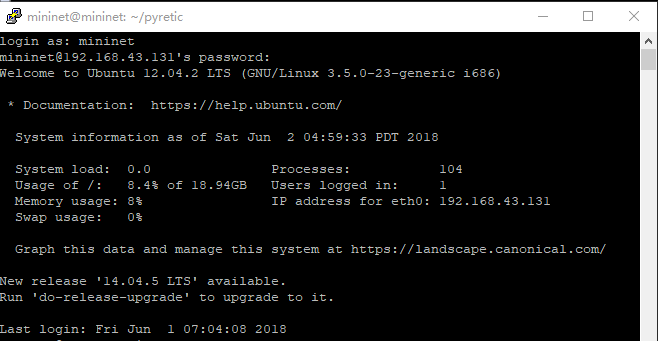 mininet@mininet: ~/pyretic
login as: mininet
mininet@192.168.43.131's password:
Welcome to Ubuntu 12.04.2 LTS (GNU/Linux 3.5.0-23-generic i686)
* Documentation:  https://help.ubuntu.com/
System information as of Sat Jun  2 04:59:33 PDT 2018
System load:  0.0               Processes:           104
Usage of /:   8.4% of 18.94GB   Users logged in:     1
Memory usage: 8%                IP address for eth0: 192.168.43.131
Swap usage:   0%
Graph this data and manage this system at https://landscape.canonical.com/
New release '14.04.5 LTS' available.
Run 'do-release-upgrade' to upgrade to it.
Last login: Fri Jun  1 07:04:08 2018